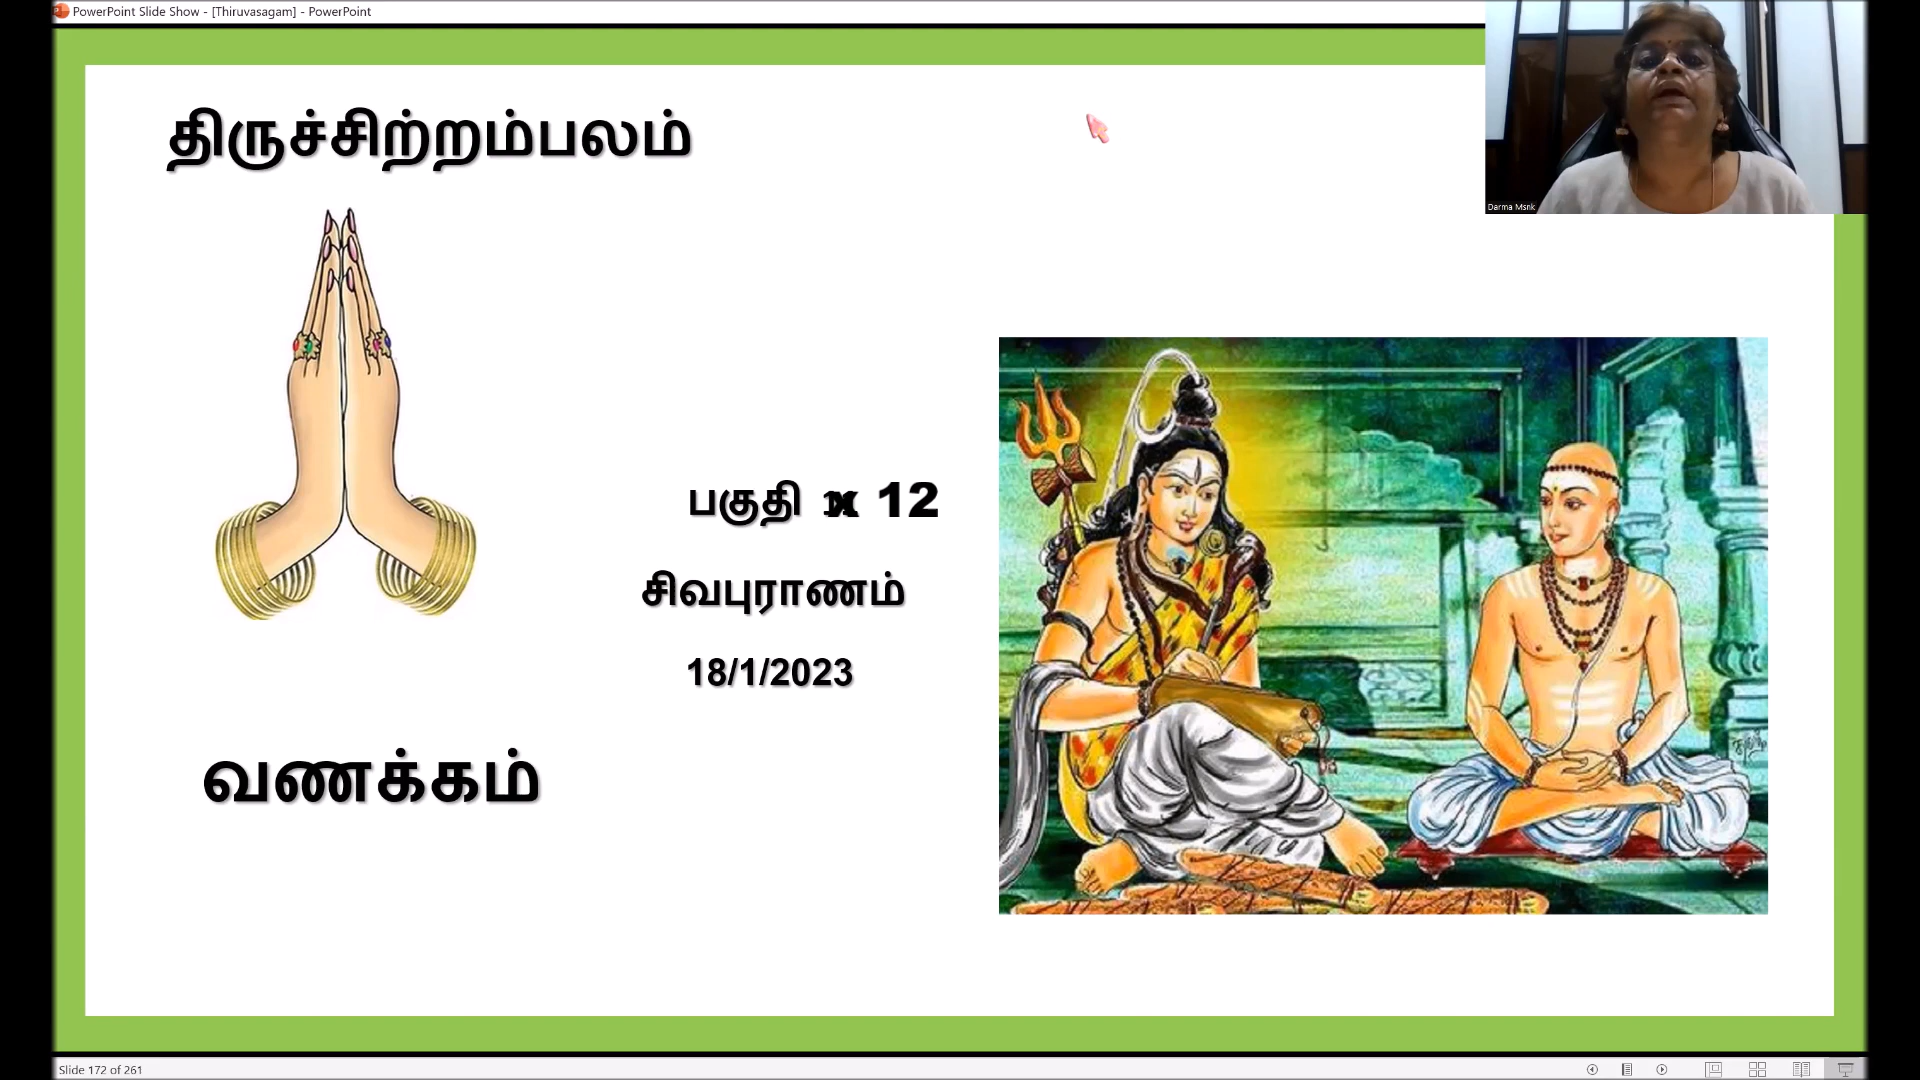 PowerPoint Slide Show - [Thiruvasagam] - PowerPoint
திருச்சிற்றம்பலம்
Darma Msnk
பகுதி 12
சிவபுராணம்
18/1/2023
வணக்கம்
Slide 172 of 261